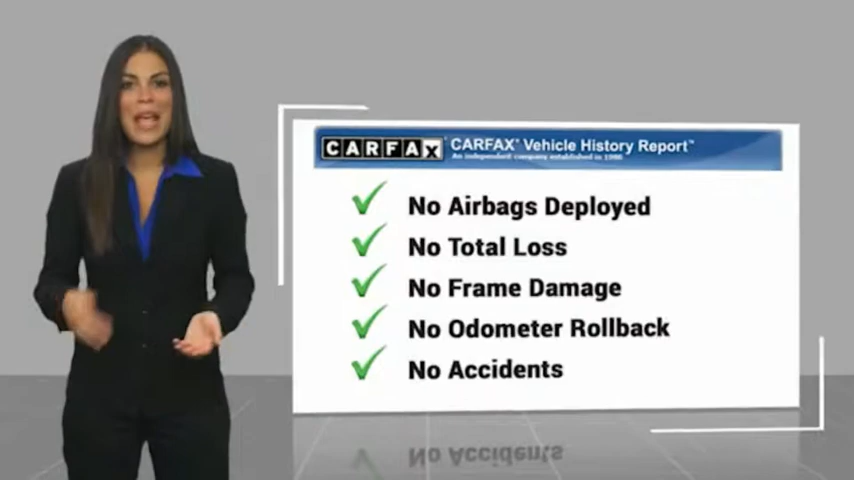 CARFAX CARFAX® Vehicle History Report™
An independent company established in 1986
No Airbags Deployed
No Total Loss
No Frame Damage
No Odometer Rollback
No Accidents
No Accidents